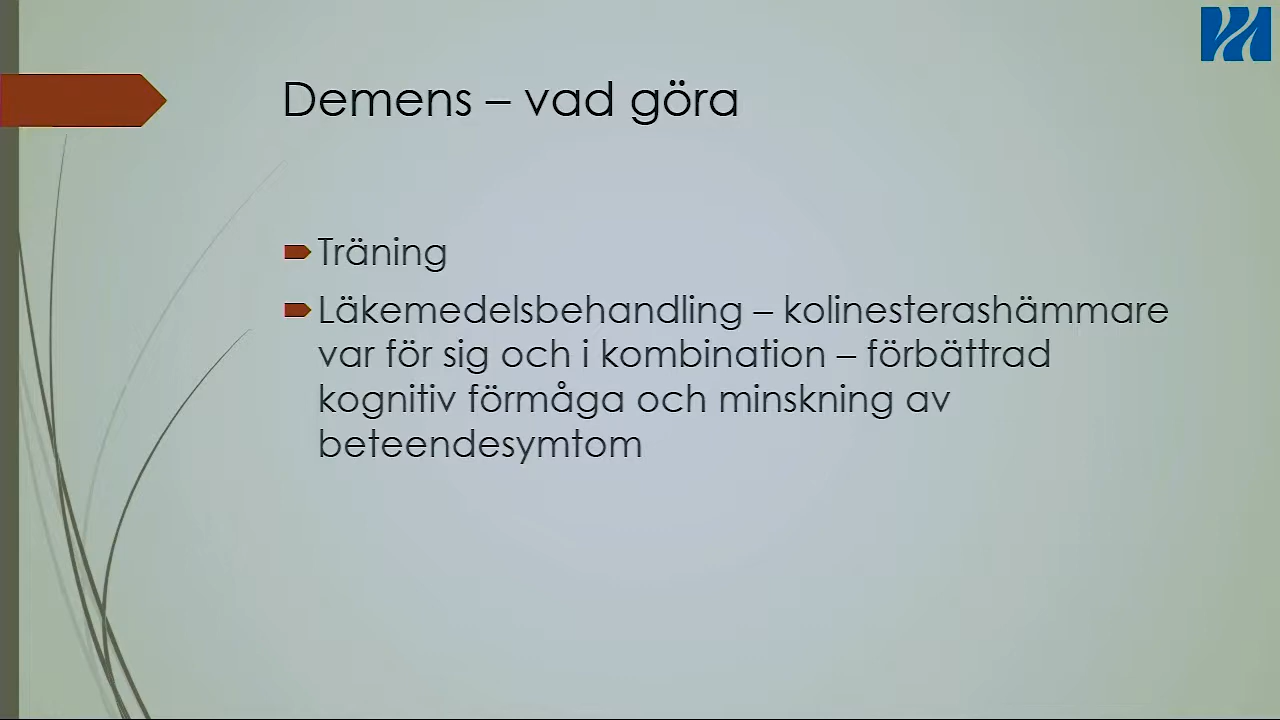 Demens – vad göra
Träning
Läkemedelsbehandling – kolinesterashämmare
var för sig och i kombination – förbättrad
kognitiv förmåga och minskning av
beteendesymtom